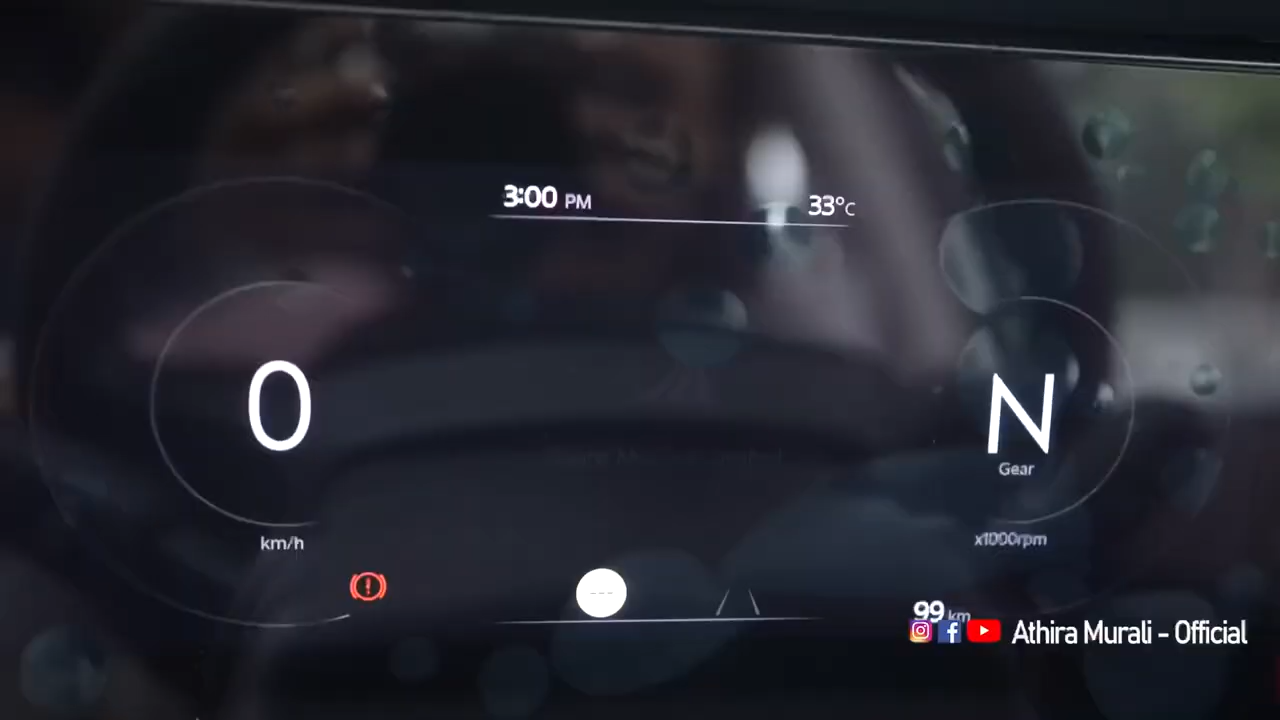 3:00 PM
33°C
0
km/h
N
Gear
x1000rpm
---
99 km
Athira Murali - Official